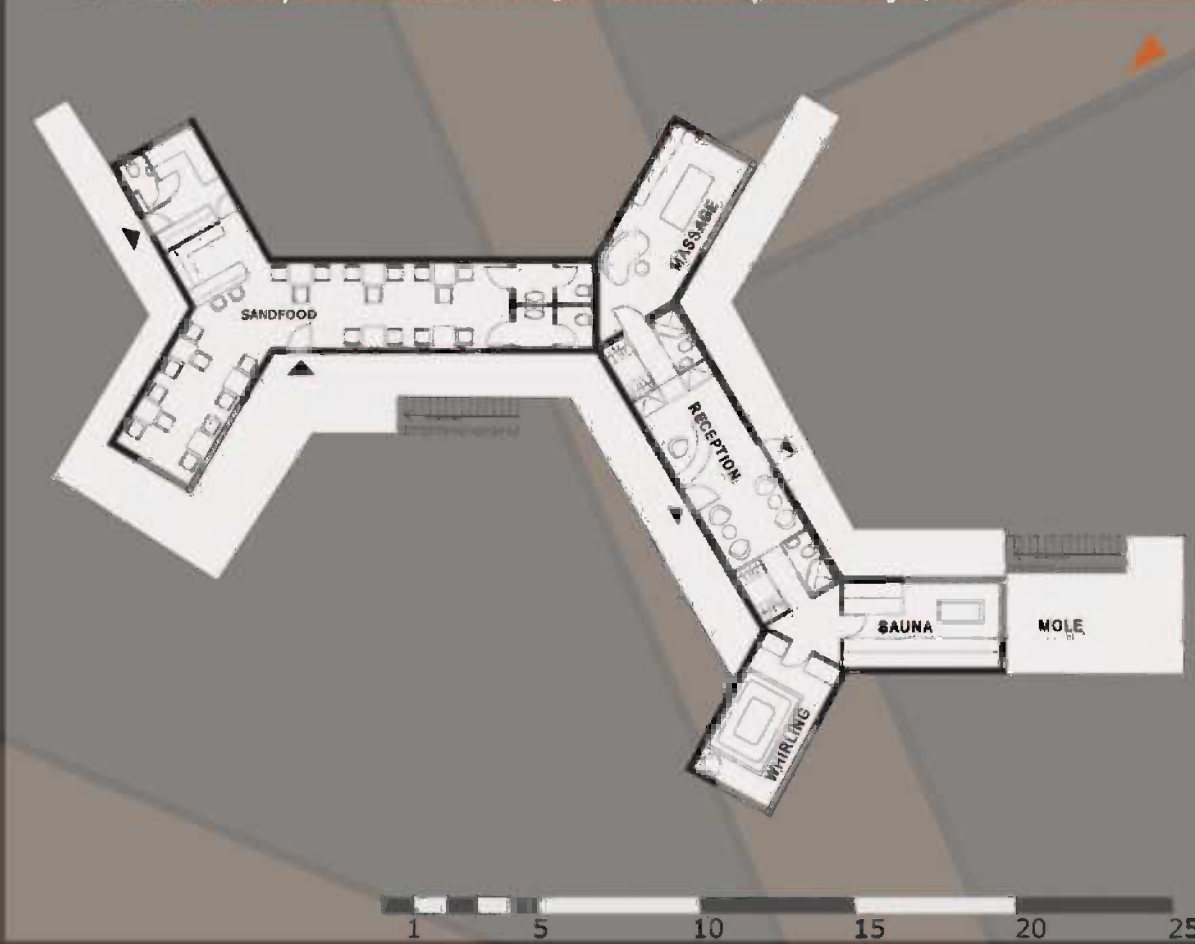 MASSAGE
SANDFOOD
RECEPTION
SAUNA
MOLE
WHIRLING
1 5 10 15 20 25